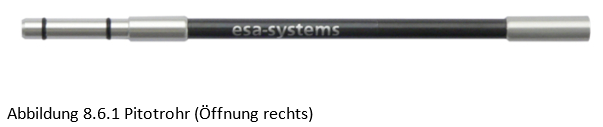 esa-systems
Abbildung 8.6.1 Pitotrohr (Öffnung rechts)